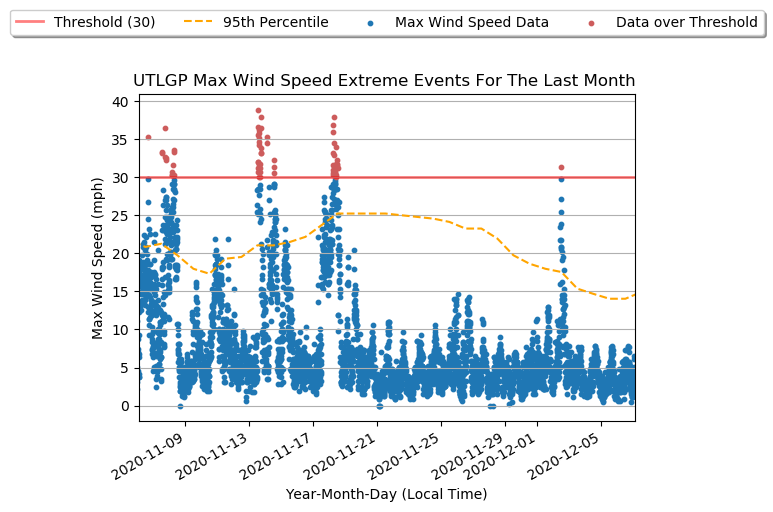 Threshold (30) 95th Percentile Max Wind Speed Data Data over Threshold
UTLGP Max Wind Speed Extreme Events For The Last Month
Max Wind Speed (mph)
40
35
30
25
20
15
10
5
0
2020-11-09 2020-11-13 2020-11-17 2020-11-21 2020-11-25 2020-11-29 2020-12-01 2020-12-05
Year-Month-Day (Local Time)